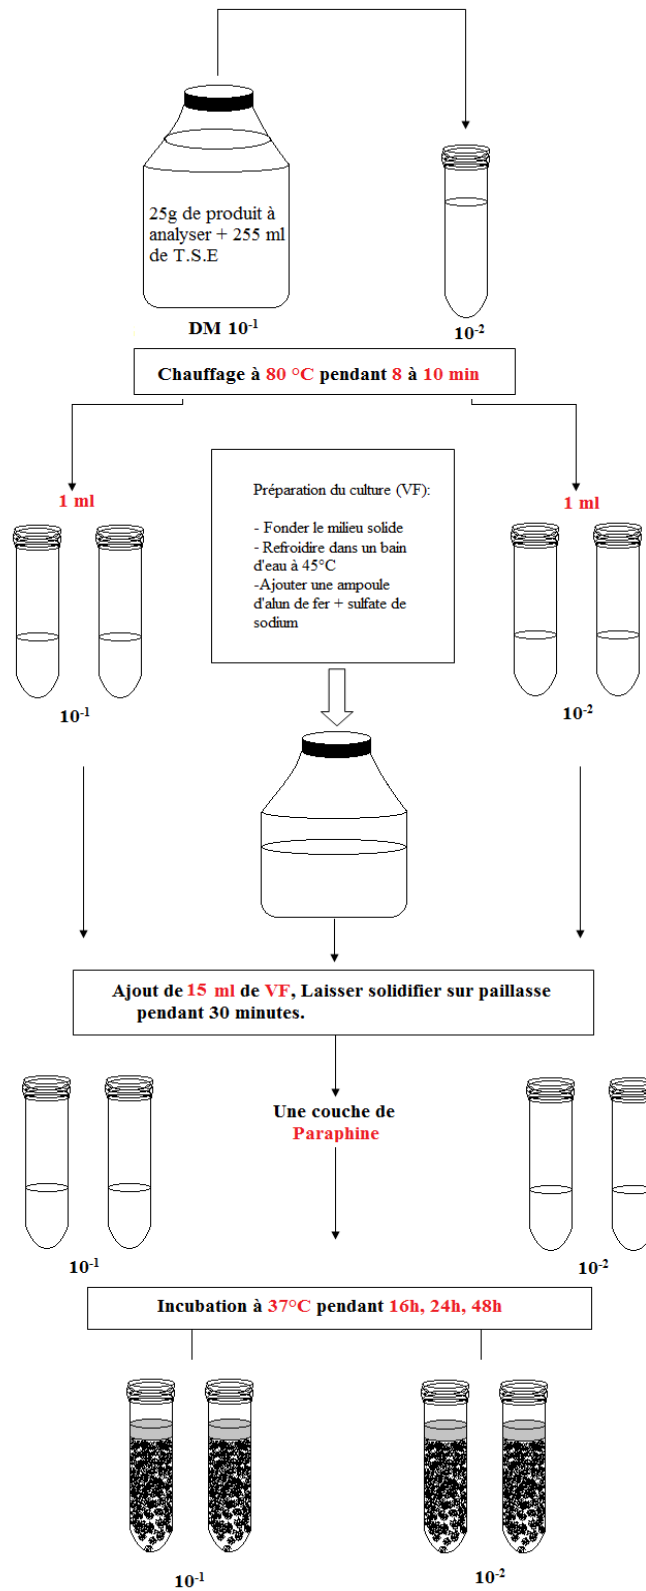 25g de produit à
analyser + 255 ml
de T.S.E
DM 10⁻¹
10⁻²
Chauffage à 80 °C pendant 8 à 10 min
1 ml
1 ml
Préparation du culture (VF):
- Fonder le milieu solide
- Refroidire dans un bain
d'eau à 45°C
-Ajouter une ampoule
d'alun de fer + sulfate de
sodium
10⁻¹
10⁻²
Ajout de 15 ml de VF, Laisser solidifier sur paillasse
pendant 30 minutes.
Une couche de
Paraphine
10⁻¹
10⁻²
Incubation à 37°C pendant 16h, 24h, 48h
10⁻¹
10⁻²